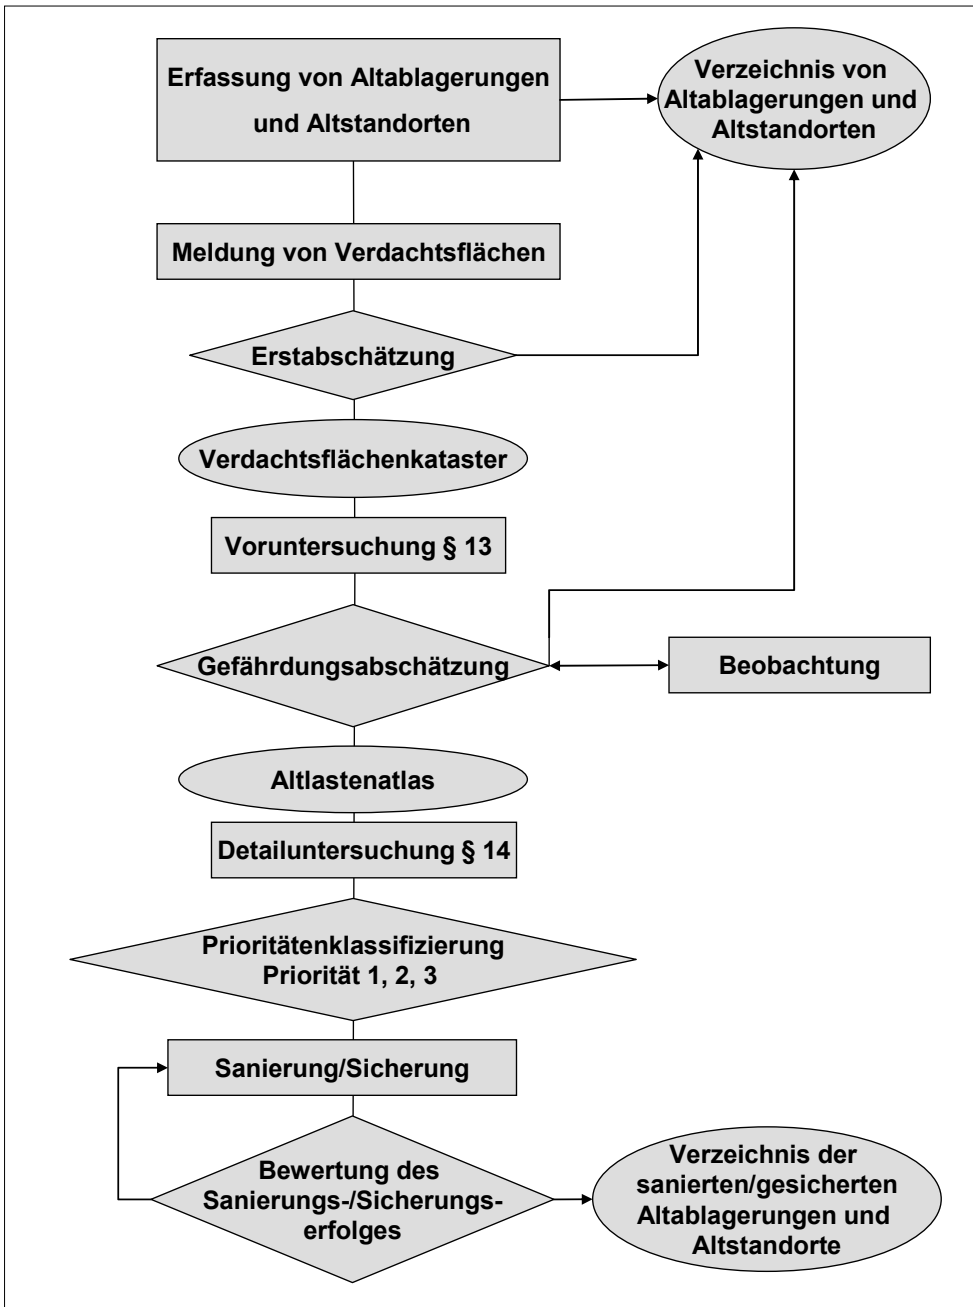 Erfassung von Altablagerungen
und Altstandorten
Verzeichnis von
Altablagerungen und
Altstandorten
Meldung von Verdachtsflächen
Erstabschätzung
Verdachtsflächenkataster
Voruntersuchung § 13
Gefährdungsabschätzung
Beobachtung
Altlastenatlas
Detailuntersuchung § 14
Prioritätenklassifizierung
Priorität 1, 2, 3
Sanierung/Sicherung
Bewertung des
Sanierungs-/Sicherungs-
erfolges
Verzeichnis der
sanierten/gesicherten
Altablagerungen und
Altstandorte